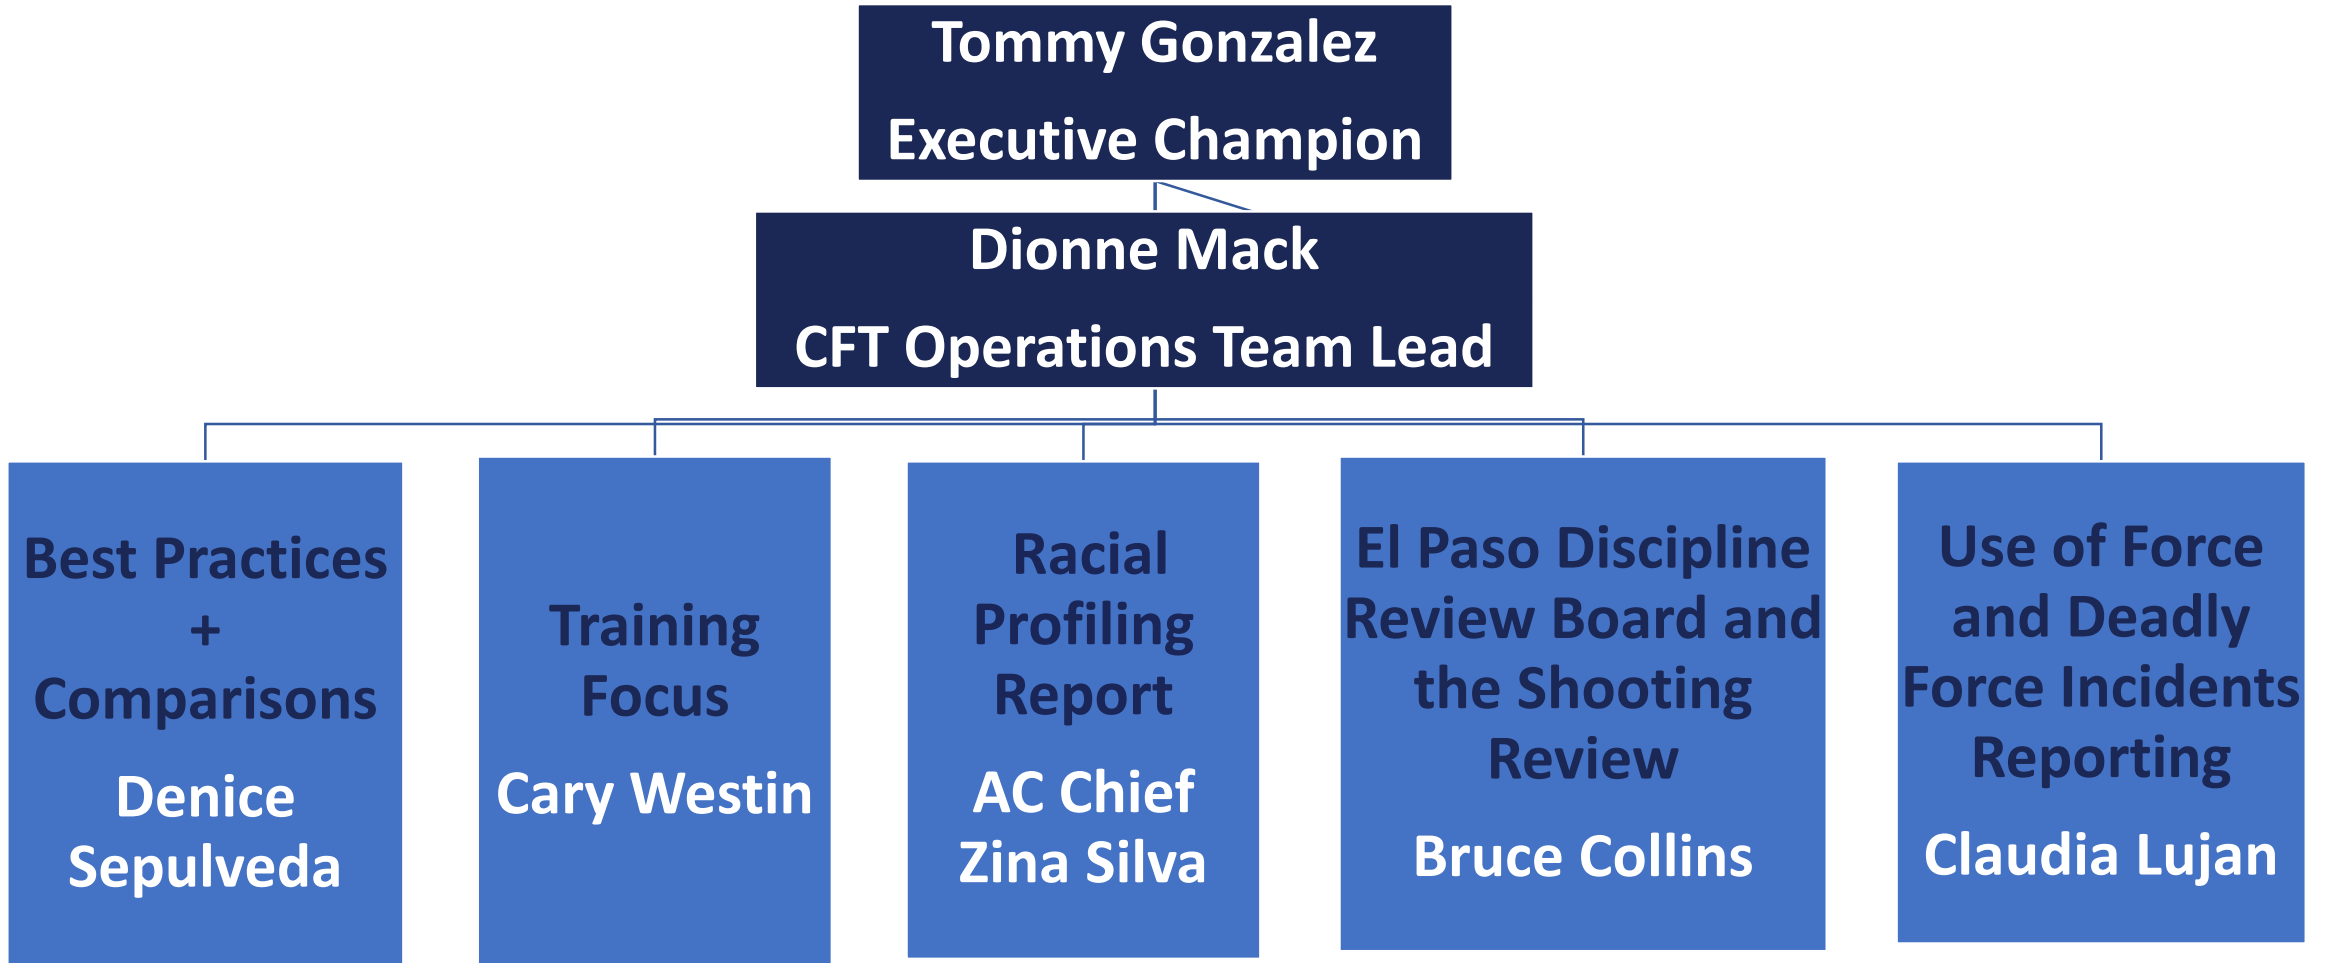 Tommy Gonzalez
Executive Champion
Dionne Mack
CFT Operations Team Lead
Best Practices
+
Comparisons
Denice
Sepulveda
Training
Focus
Cary Westin
Racial
Profiling
Report
AC Chief
Zina Silva
El Paso Discipline
Review Board and
the Shooting
Review
Bruce Collins
Use of Force
and Deadly
Force Incidents
Reporting
Claudia Lujan